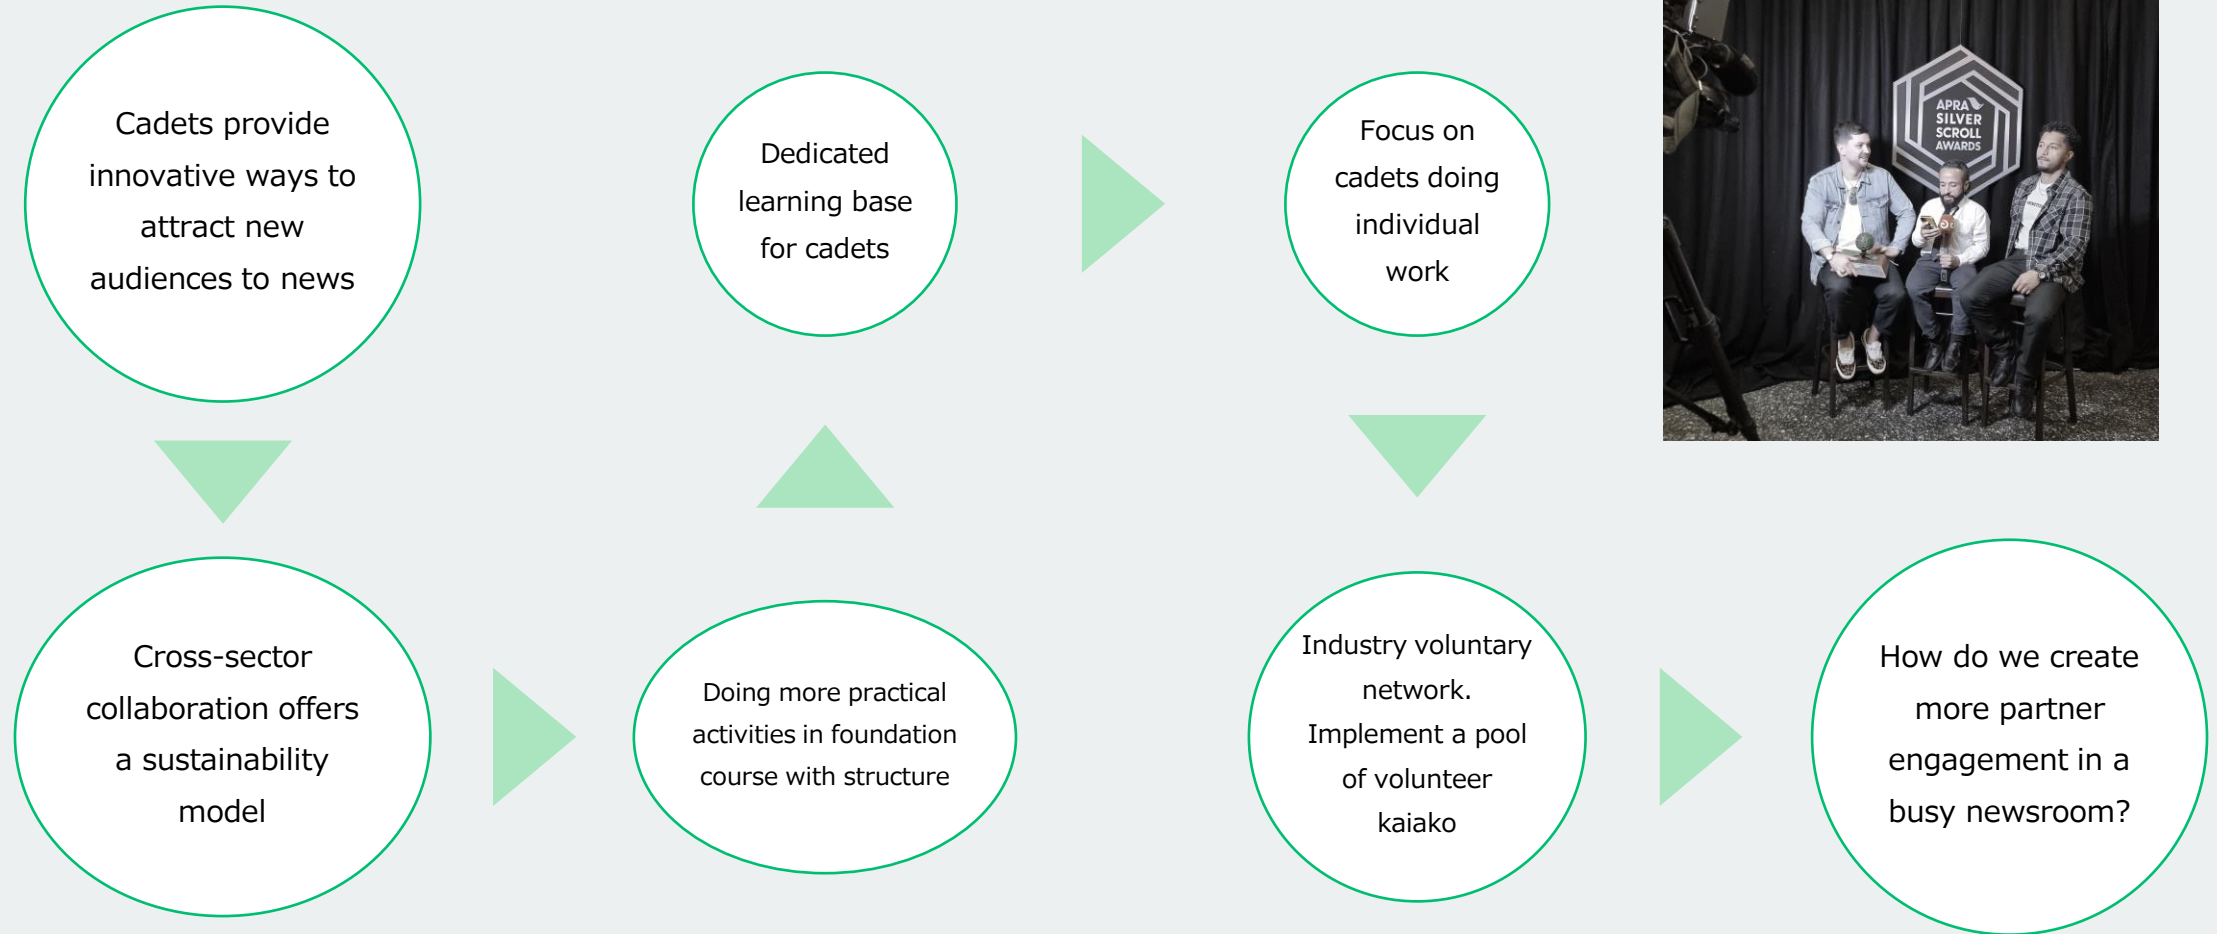 Cadets provide
innovative ways to
attract new
audiences to news
Cross-sector
collaboration offers
a sustainability
model
Doing more practical
activities in foundation
course with structure
Dedicated
learning base
for cadets
Focus on
cadets doing
individual
work
Industry voluntary
network.
Implement a pool
of volunteer
kaiako
How do we create
more partner
engagement in a
busy newsroom?
APRA
SILVER
SCROLL
AWARDS